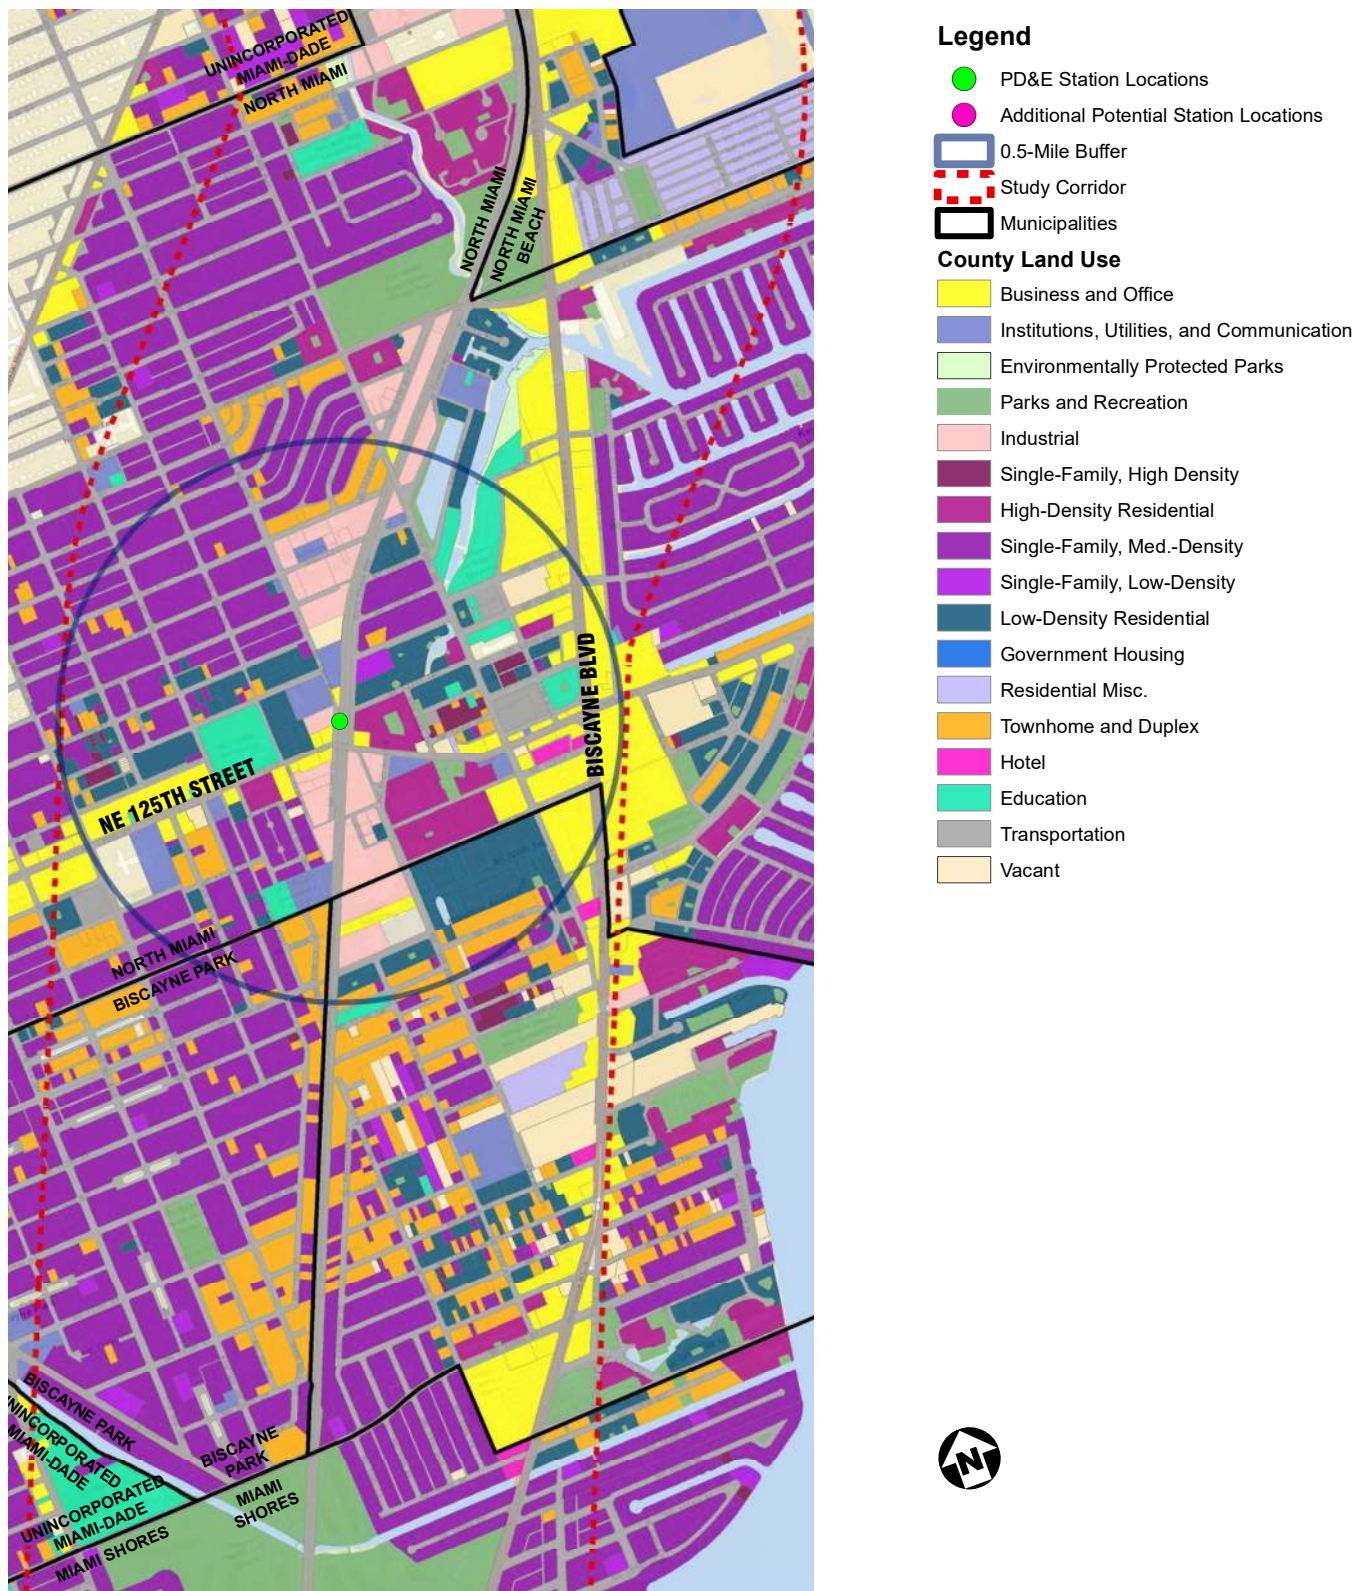 UNINCORPORATED
MIAMI-DADE
NORTH MIAMI
NORTH MIAMI
NORTH MIAMI
BEACH
BISCAYNE BLVD
NE 125TH STREET
NORTH MIAMI
BISCAYNE PARK
BISCAYNE PARK
UNINCORPORATED
MIAMI-DADE
BISCAYNE
PARK
UNINCORPORATED
MIAMI-DADE
MIAMI
SHORES
MIAMI SHORES
Legend
PD&E Station Locations
Additional Potential Station Locations
0.5-Mile Buffer
Study Corridor
Municipalities
County Land Use
Business and Office
Institutions, Utilities, and Communication
Environmentally Protected Parks
Parks and Recreation
Industrial
Single-Family, High Density
High-Density Residential
Single-Family, Med.-Density
Single-Family, Low-Density
Low-Density Residential
Government Housing
Residential Misc.
Townhome and Duplex
Hotel
Education
Transportation
Vacant
N